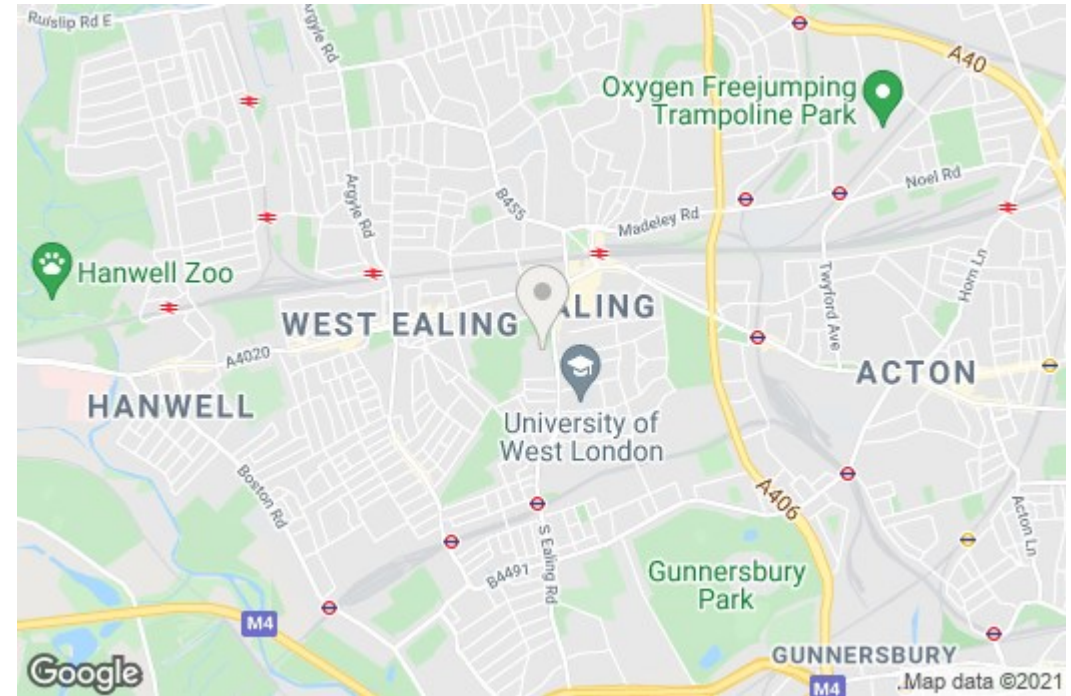 Ruislip Rd E
Argyle Rd
A40
Oxygen Freejumping
Trampoline Park
Argyle Rd
B455
Noel Rd
Madeley Rd
Hanwell Zoo
Twyford Ave
Horn Ln
WEST EALING
ALING
A4020
ACTON
HANWELL
University of
West London
Boston Rd
A406
S Ealing Rd
Acton Ln
B4491
Gunnersbury
Park
M4
GUNNERSBURY
Google
M4
Map data ©2021